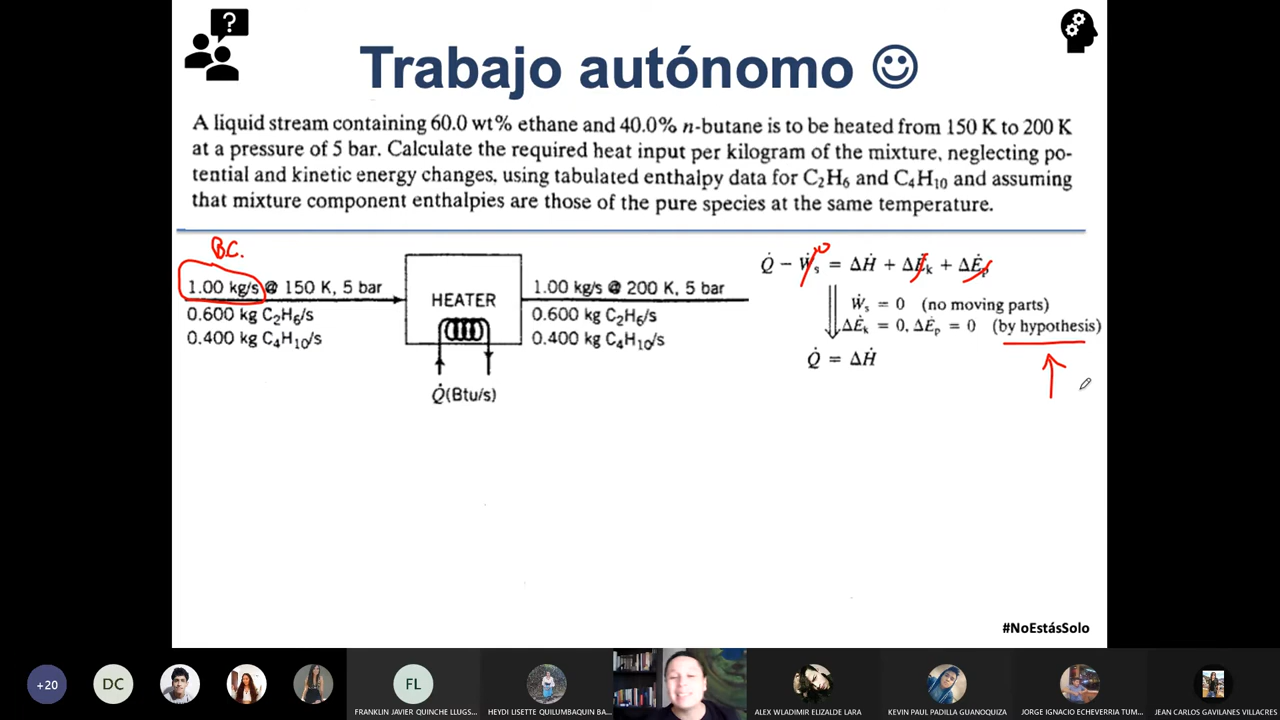 ?
Trabajo autónomo
A liquid stream containing 60.0 wt% ethane and 40.0% n-butane is to be heated from 150 K to 200 K
at a pressure of 5 bar. Calculate the required heat input per kilogram of the mixture, neglecting po-
tential and kinetic energy changes, using tabulated enthalpy data for C₂H₆ and C₄H₁₀ and assuming
that mixture component enthalpies are those of the pure species at the same temperature.
B.C.
1.00 kg/s @ 150 K, 5 bar
0.600 kg C₂H₆/s
0.400 kg C₄H₁₀/s
HEATER
Q̇(Btu/s)
1.00 kg/s @ 200 K, 5 bar
0.600 kg C₂H₆/s
0.400 kg C₄H₁₀/s
Q̇ − Ẇₛ = ΔḢ + ΔĖₖ + ΔĖₚ
0
Ẇₛ = 0 (no moving parts)
ΔĖₖ = 0, ΔĖₚ = 0 (by hypothesis)
Q̇ = ΔḢ
#NoEstásSolo
+20
DC
FL
FRANKLIN JAVIER QUINCHE LLUGS...
HEYDI LISETTE QUILUMBAQUIN BA...
ALEX WLADIMIR ELIZALDE LARA
KEVIN PAUL PADILLA GUANOQUIZA
JORGE IGNACIO ECHEVERRIA TUM...
JEAN CARLOS GAVILANES VILLACRES